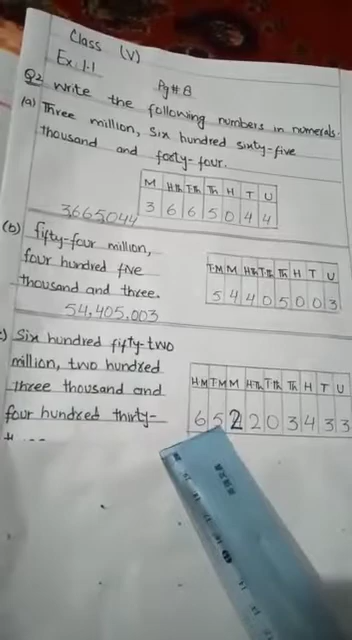 Class (V)
Ex 1.1
Pg # 8
Q2 Write the following numbers in numerals.
(a) Three million, six hundred sixty-five
thousand and forty-four.
M H.th T.th Th H T U
3 6 6 5 0 4 4
3665044
(b) fifty-four million,
four hundred five
thousand and three.
T.M M H.th T.th Th H T U
5 4 4 0 5 0 0 3
54,405,003
) Six hundred fifty-two
million, two hundred
three thousand and
four hundred thirty-
H.M T.M M H.Th T.th Th H T U
6 5 2 2 0 3 4 3 3